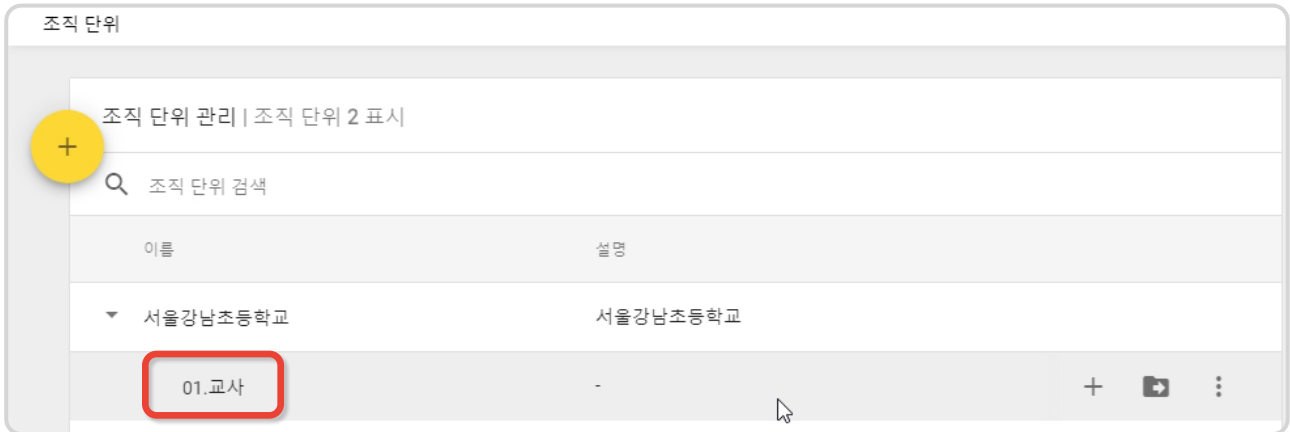 조직 단위
조직 단위 관리 | 조직 단위 2 표시
조직 단위 검색
이름 설명
서울강남초등학교 서울강남초등학교
01.교사 -